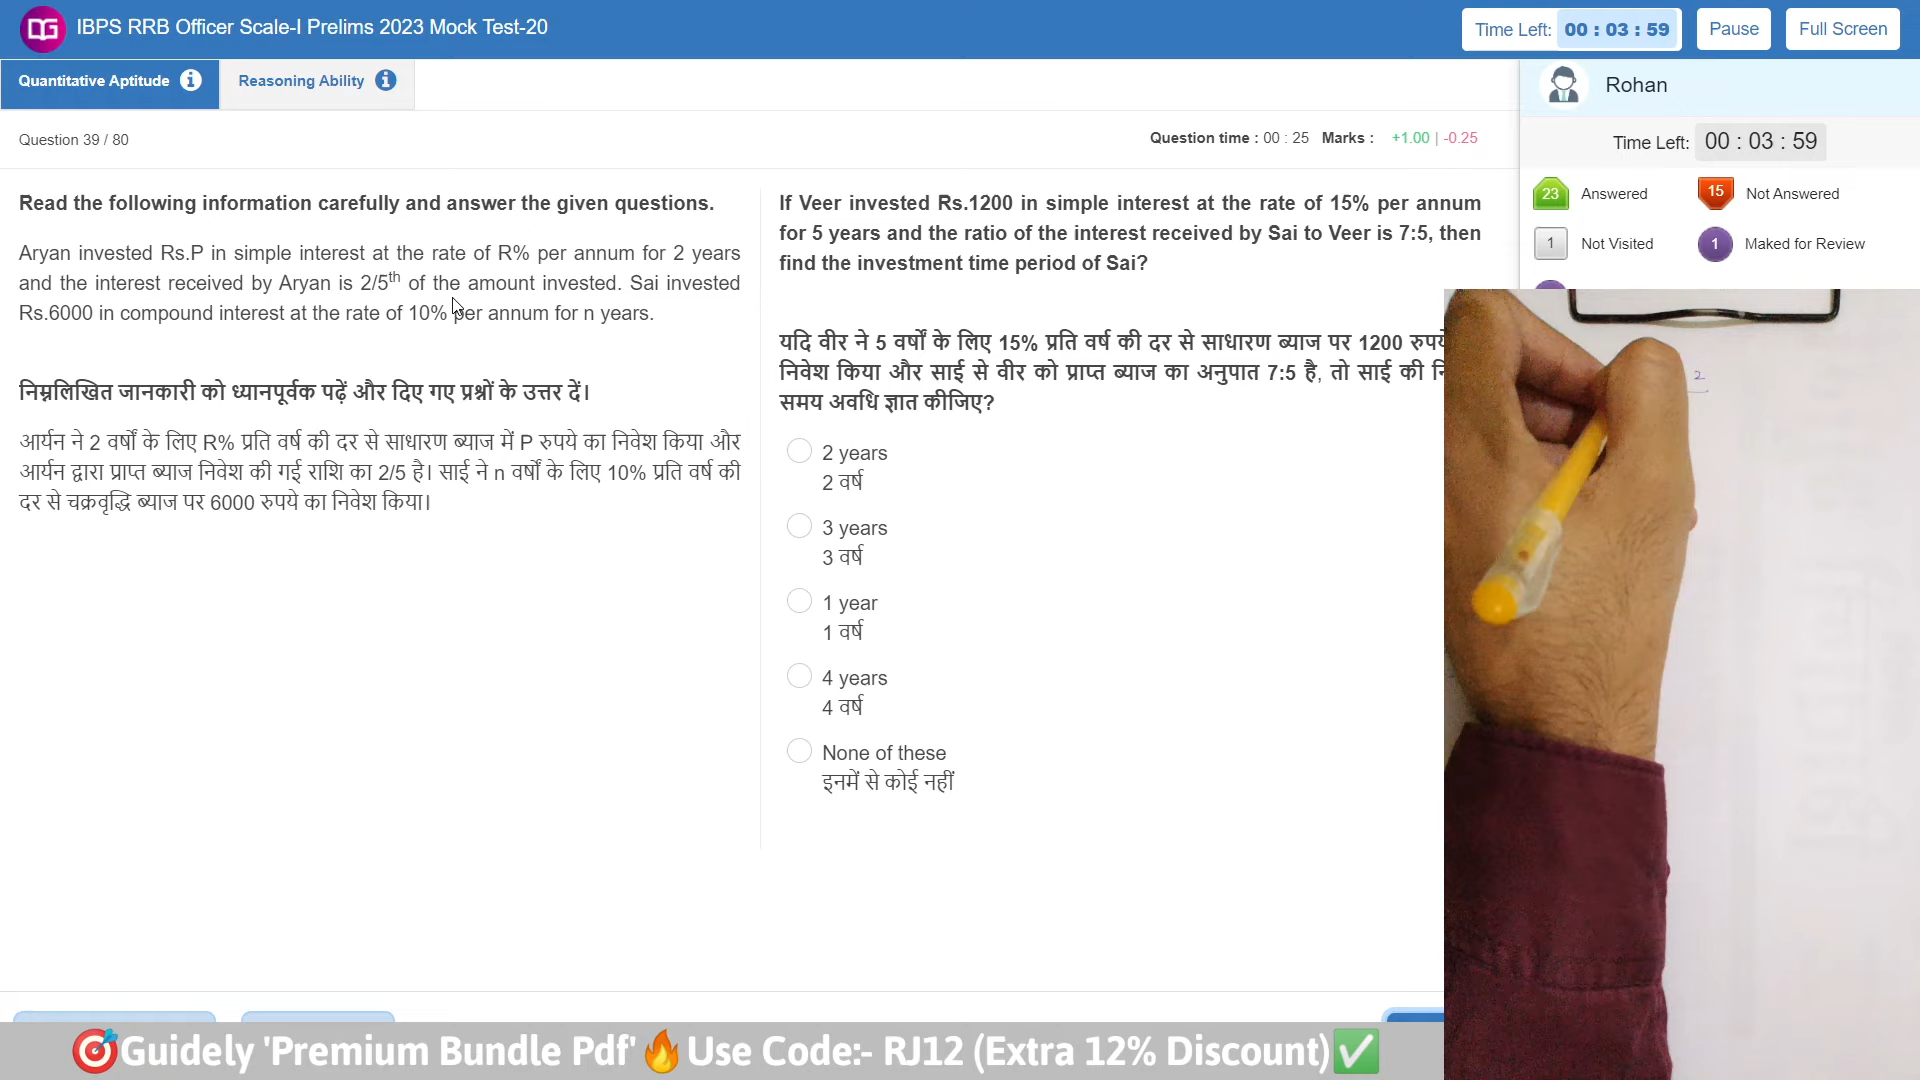 IBPS RRB Officer Scale-I Prelims 2023 Mock Test-20
Time Left: 00 : 03 : 59
Pause
Full Screen
Quantitative Aptitude
Reasoning Ability
Rohan
Question 39 / 80
Question time : 00 : 25 Marks : +1.00 | -0.25
Time Left: 00 : 03 : 59
23 Answered
15 Not Answered
1 Not Visited
1 Maked for Review
Read the following information carefully and answer the given questions.
Aryan invested Rs.P in simple interest at the rate of R% per annum for 2 years
and the interest received by Aryan is 2/5th of the amount invested. Sai invested
Rs.6000 in compound interest at the rate of 10% per annum for n years.
निम्नलिखित जानकारी को ध्यानपूर्वक पढ़ें और दिए गए प्रश्नों के उत्तर दें।
आर्यन ने 2 वर्षों के लिए R% प्रति वर्ष की दर से साधारण ब्याज में P रुपये का निवेश किया और
आर्यन द्वारा प्राप्त ब्याज निवेश की गई राशि का 2/5 है। साई ने n वर्षों के लिए 10% प्रति वर्ष की
दर से चक्रवृद्धि ब्याज पर 6000 रुपये का निवेश किया।
If Veer invested Rs.1200 in simple interest at the rate of 15% per annum
for 5 years and the ratio of the interest received by Sai to Veer is 7:5, then
find the investment time period of Sai?
यदि वीर ने 5 वर्षों के लिए 15% प्रति वर्ष की दर से साधारण ब्याज पर 1200
निवेश किया और साई से वीर को प्राप्त ब्याज का अनुपात 7:5 है, तो साई की
समय अवधि ज्ञात कीजिए?
2 years
2 वर्ष
3 years
3 वर्ष
1 year
1 वर्ष
4 years
4 वर्ष
None of these
इनमें से कोई नहीं
2
Guidely 'Premium Bundle Pdf' Use Code:- RJ12 (Extra 12% Discount)